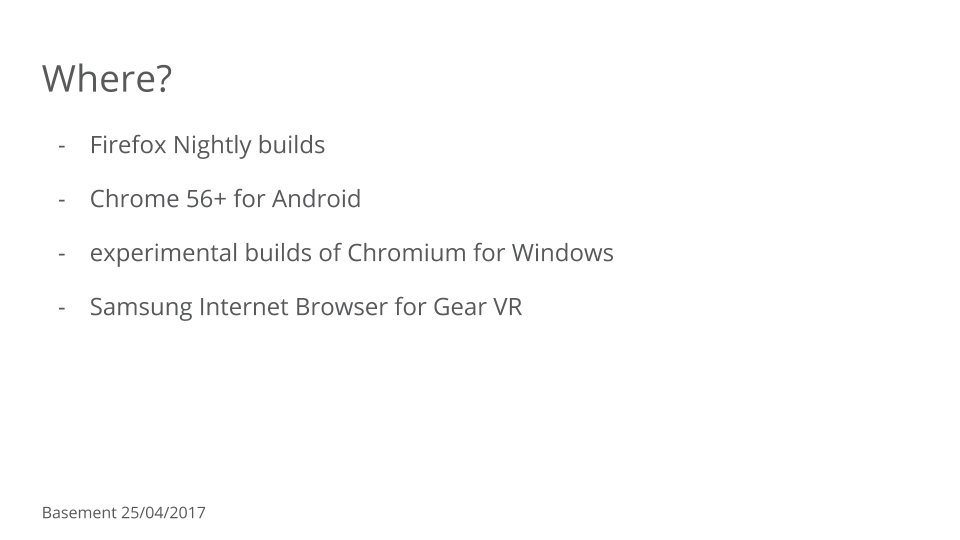 Where?
- Firefox Nightly builds
- Chrome 56+ for Android
- experimental builds of Chromium for Windows
- Samsung Internet Browser for Gear VR
Basement 25/04/2017